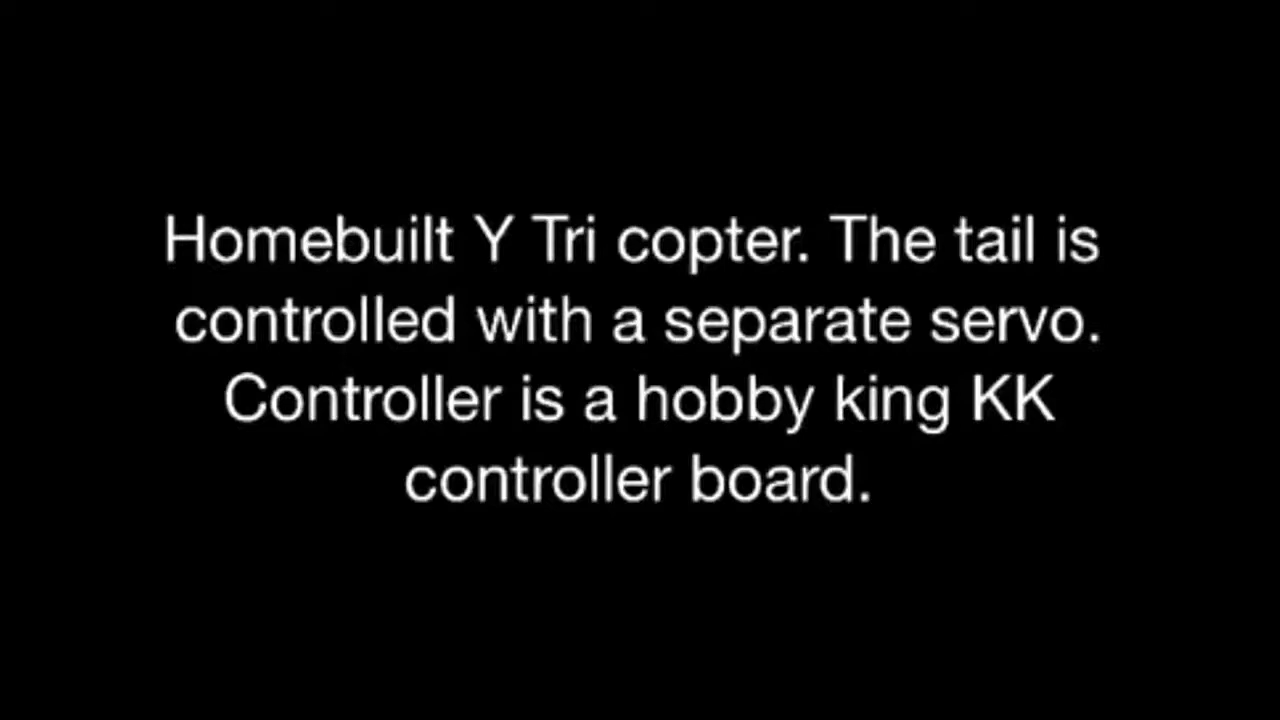 Homebuilt Y Tri copter. The tail is
controlled with a separate servo.
Controller is a hobby king KK
controller board.